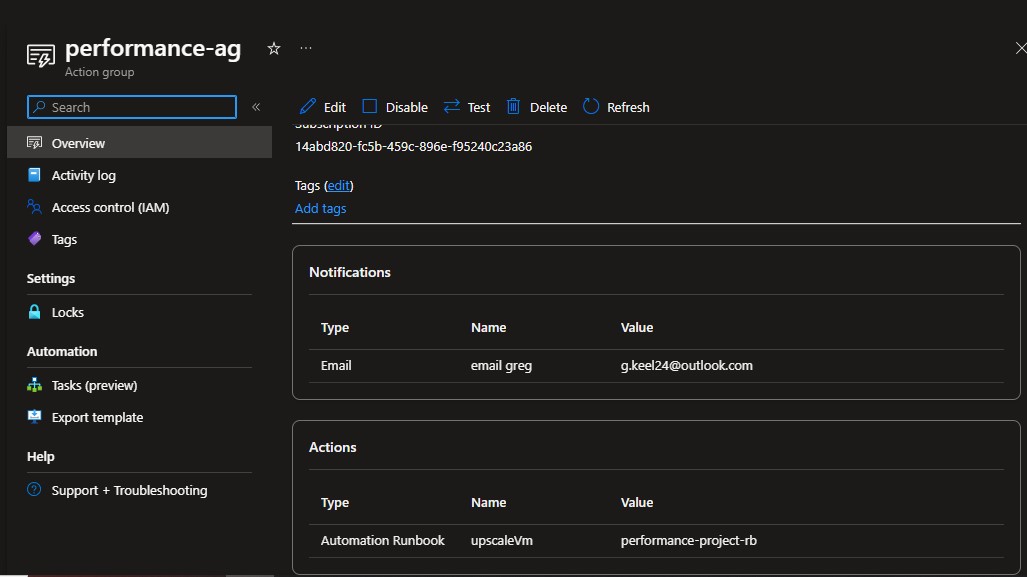 performance-ag
Action group
Search
Edit
Disable
Test
Delete
Refresh
Overview
Activity log
Access control (IAM)
Tags
Settings
Locks
Automation
Tasks (preview)
Export template
Help
Support + Troubleshooting
Subscription ID
14abd820-fc5b-459c-896e-f95240c23a86
Tags (edit)
Add tags
Notifications
Type Name Value
Email email greg g.keel24@outlook.com
Actions
Type Name Value
Automation Runbook upscaleVm performance-project-rb